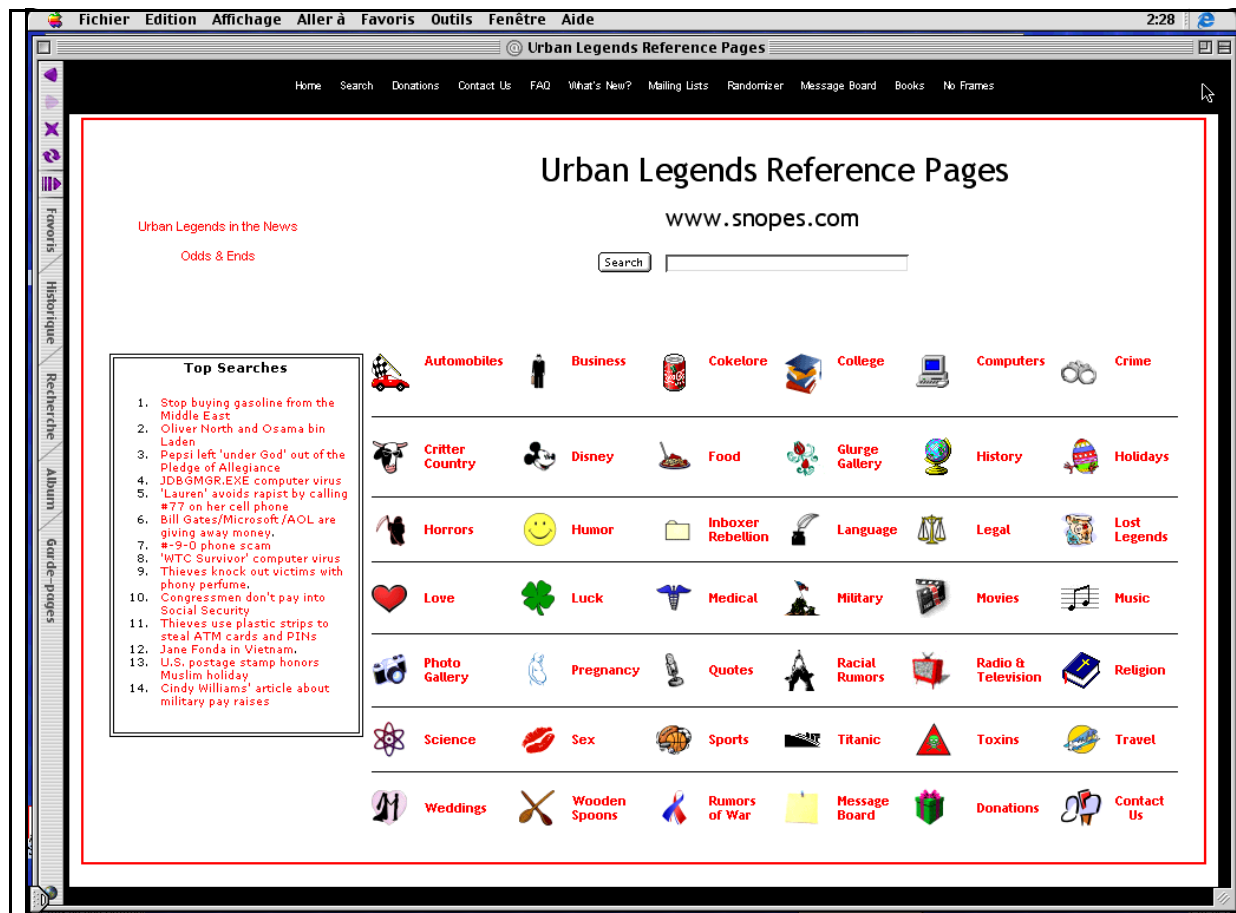 Fichier Edition Affichage Aller à Favoris Outils Fenêtre Aide 2:28
Urban Legends Reference Pages
Home Search Donations Contact Us FAQ What's New? Mailing Lists Randomizer Message Board Books No Frames
Favoris
Historique
Recherche
Album
Garde-pages
Urban Legends Reference Pages
www.snopes.com
Urban Legends in the News
Odds & Ends
Search
Top Searches
1. Stop buying gasoline from the
Middle East
2. Oliver North and Osama bin
Laden
3. Pepsi left 'under God' out of the
Pledge of Allegiance
4. JDBGMGR.EXE computer virus
5. 'Lauren' avoids rapist by calling
#77 on her cell phone
6. Bill Gates/Microsoft/AOL are
giving away money.
7. #-9-0 phone scam
8. 'WTC Survivor' computer virus
9. Thieves knock out victims with
phony perfume.
10. Congressmen don't pay into
Social Security
11. Thieves use plastic strips to
steal ATM cards and PINs
12. Jane Fonda in Vietnam.
13. U.S. postage stamp honors
Muslim holiday
14. Cindy Williams' article about
military pay raises
Automobiles Business Cokelore College Computers Crime
Critter
Country
Disney
Food
Glurge
Gallery
History
Holidays
Horrors
Humor
Inboxer
Rebellion
Language
Legal
Lost
Legends
Love Luck Medical Military Movies Music
Photo
Gallery
Pregnancy
Quotes
Racial
Rumors
Radio &
Television
Religion
Science Sex Sports Titanic Toxins Travel
Weddings
Wooden
Spoons
Rumors
of War
Message
Board
Donations
Contact
Us